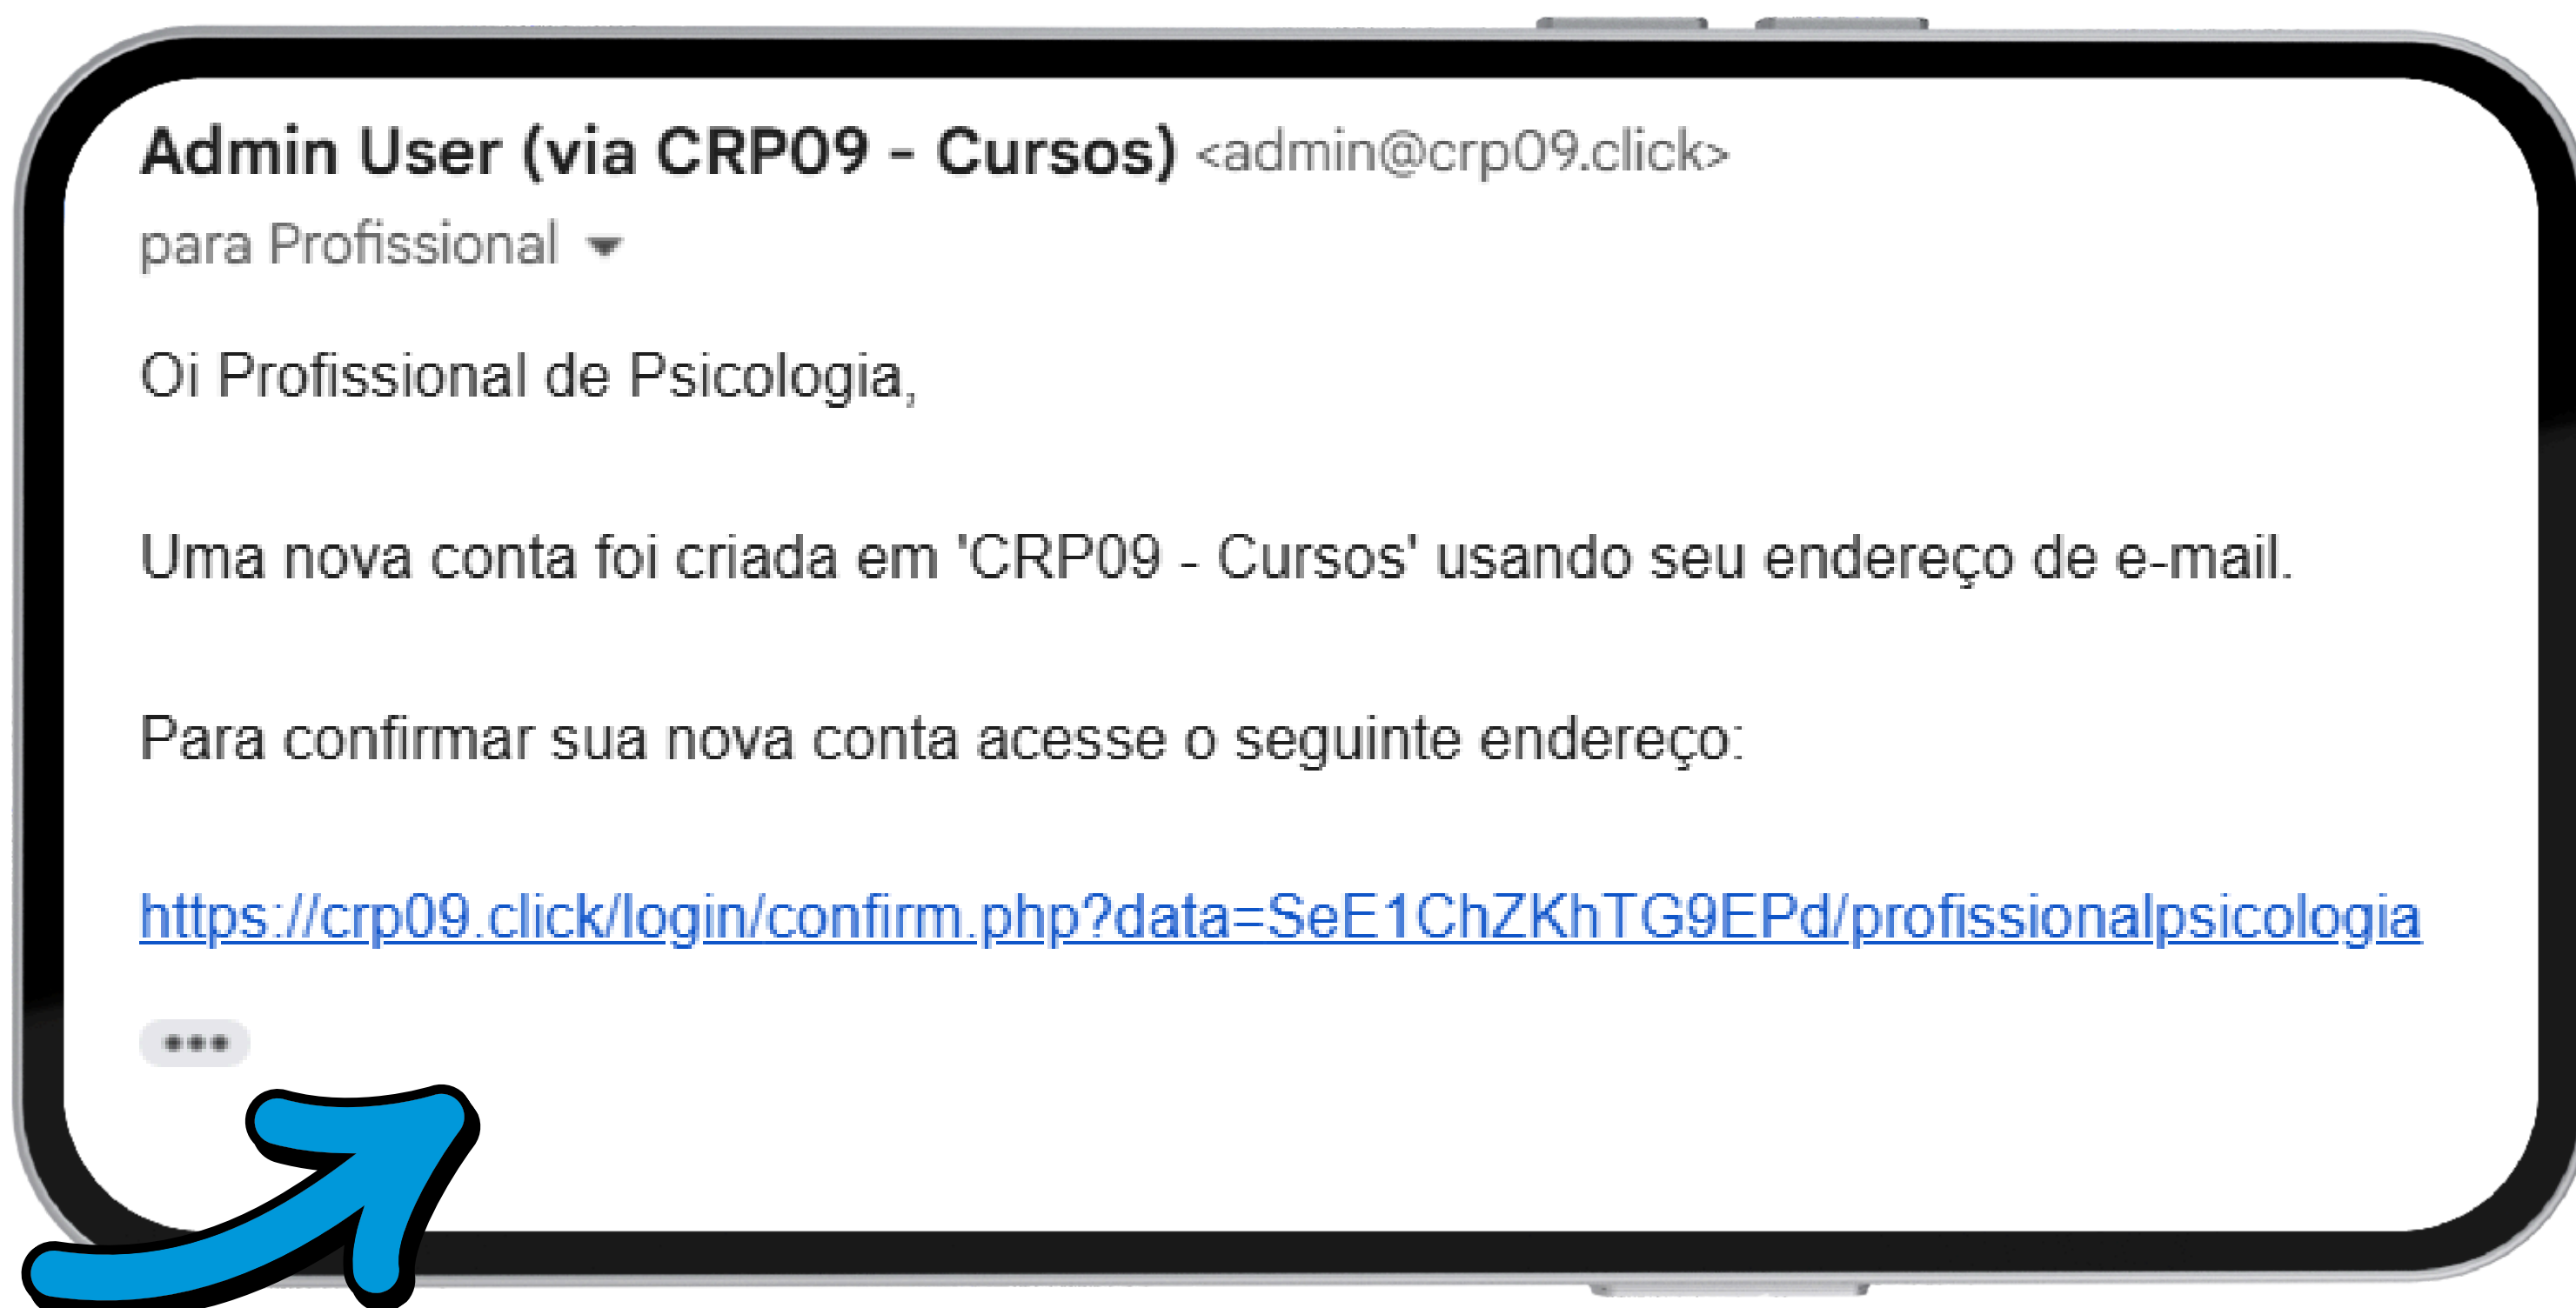 Admin User (via CRP09 - Cursos) <admin@crp09.click>
para Profissional
Oi Profissional de Psicologia,
Uma nova conta foi criada em 'CRP09 - Cursos' usando seu endereço de e-mail.
Para confirmar sua nova conta acesse o seguinte endereço:
https://crp09.click/login/confirm.php?data=SeE1ChZKhTG9EPd/profissionalpsicologia